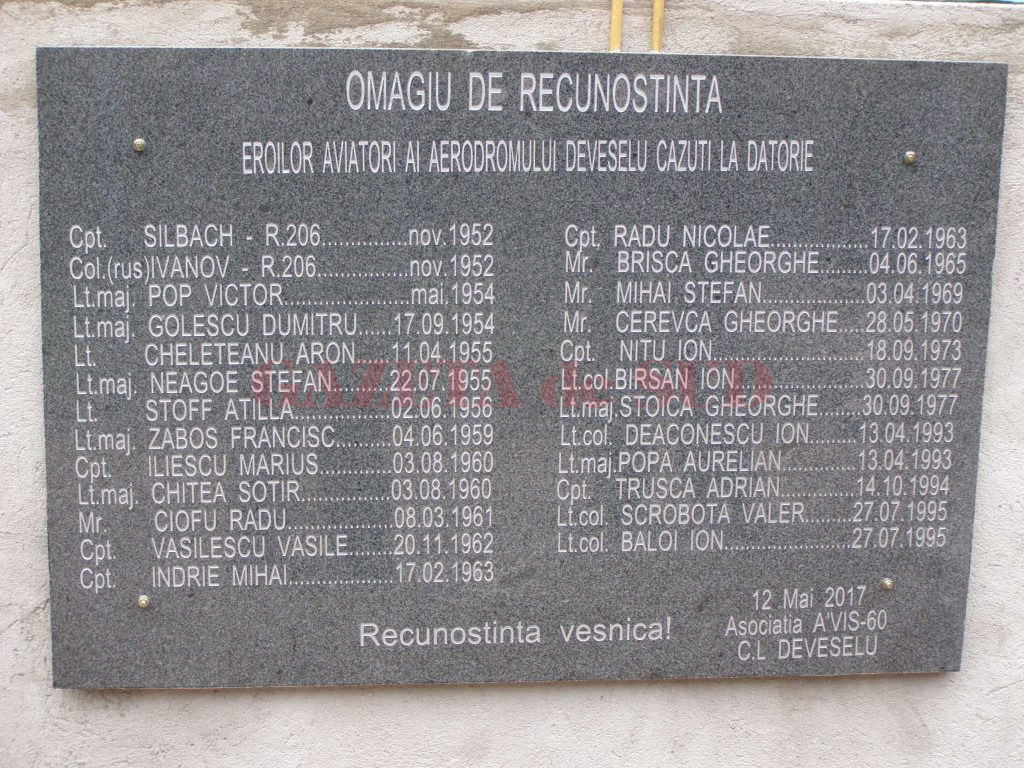 OMAGIU DE RECUNOSTINTA
EROILOR AVIATORI AI AERODROMULUI DEVESELU CAZUTI LA DATORIE
Cpt. SILBACH - R.206................nov.1952
Col.(rus)IVANOV - R.206.................nov.1952
Lt.maj. POP VICTOR.......................mai.1954
Lt.maj. GOLESCU DUMITRU......17.09.1954
Lt. CHELETEANU ARON......11.04.1955
Lt.maj. NEAGOE STEFAN..........22.07.1955
Lt. STOFF ATILLA..................02.06.1956
Lt.maj. ZABOS FRANCISC..........04.06.1959
Cpt. ILIESCU MARIUS.............03.08.1960
Lt.maj. CHITEA SOTIR................03.08.1960
Mr. CIOFU RADU...................08.03.1961
Cpt. VASILESCU VASILE........20.11.1962
Cpt. INDRIE MIHAI...................17.02.1963
Cpt. RADU NICOLAE..................17.02.1963
Mr. BRISCA GHEORGHE.........04.06.1965
Mr. MIHAI STEFAN...................03.04.1969
Mr. CEREVCA GHEORGHE....28.05.1970
Cpt. NITU ION............................18.09.1973
Lt.col.BIRSAN ION........................30.09.1977
Lt.maj.STOICA GHEORGHE........30.09.1977
Lt.col. DEACONESCU ION.........13.04.1993
Lt.maj.POPA AURELIAN..............13.04.1993
Cpt. TRUSCA ADRIAN..............14.10.1994
Lt.col. SCROBOTA VALER.........27.07.1995
Lt.col. BALOI ION........................27.07.1995
12 Mai 2017
Asociatia A'VIS-60
C.L DEVESELU
Recunostinta vesnica!
GAZETA de SUD